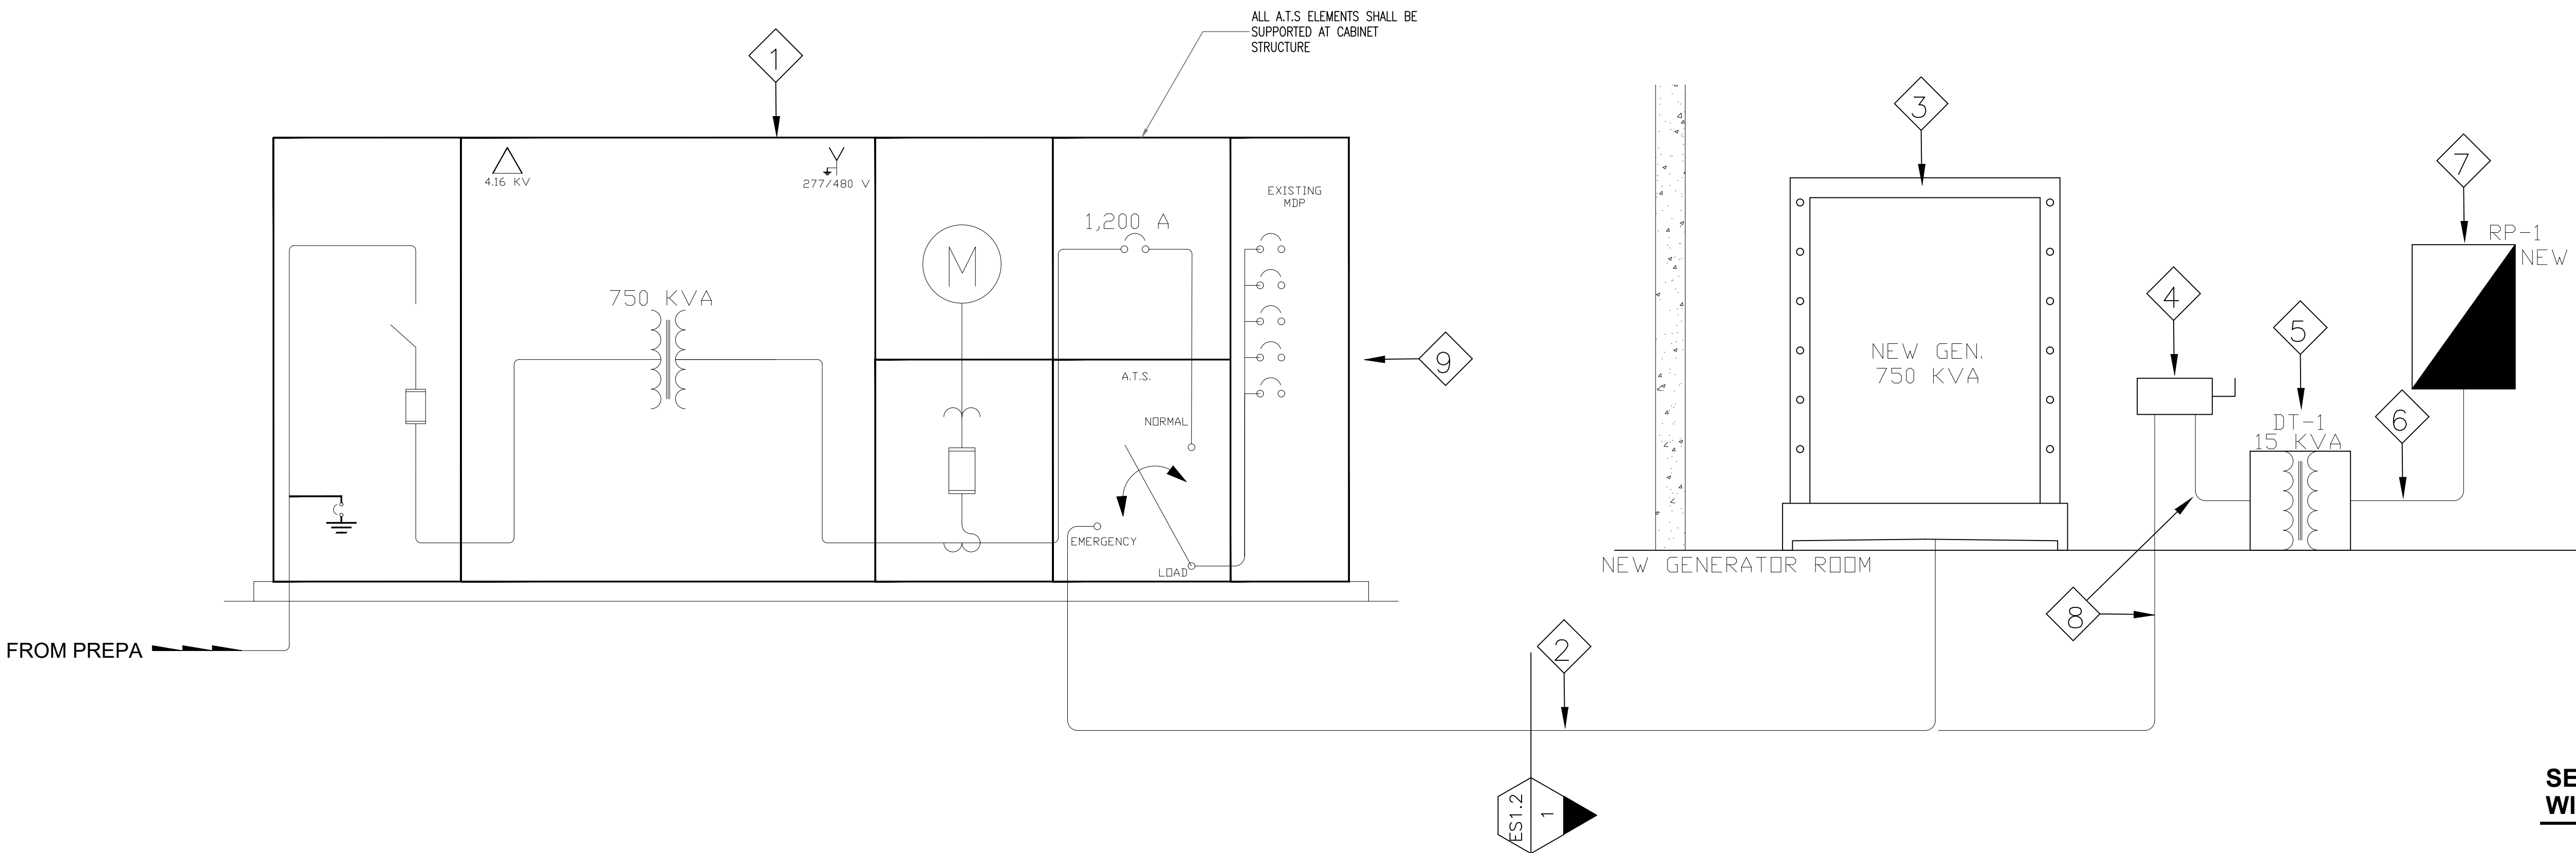 ALL A.T.S ELEMENTS SHALL BE
SUPPORTED AT CABINET
STRUCTURE
1
3
7
4.16 KV
277/480 V
EXISTING
MDP
1,200 A
RP-1
NEW
M
750 KVA
4
5
9
NEW GEN.
750 KVA
A.T.S.
NORMAL
6
DT-1
15 KVA
EMERGENCY
LOAD
NEW GENERATOR ROOM
8
FROM PREPA
2
ES1.2
1
SE
WI